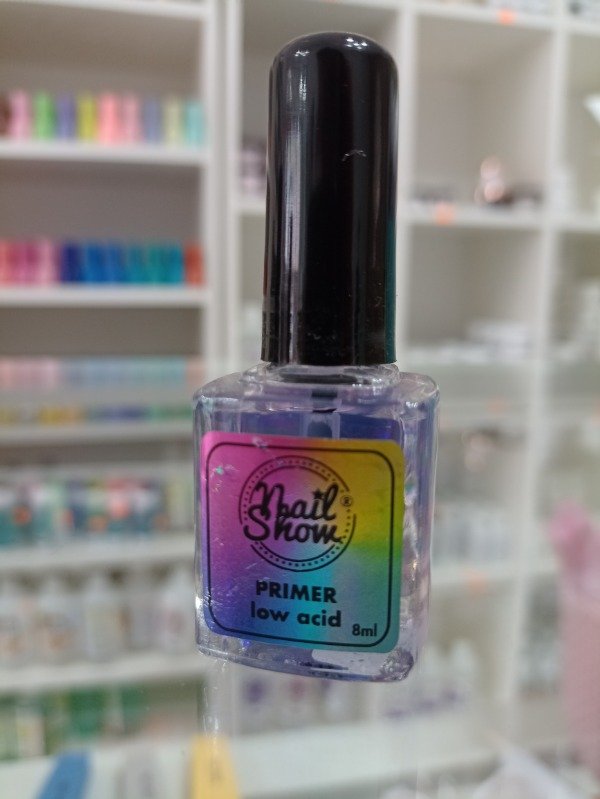 Nail ®
Show
PRIMER
low acid
8ml